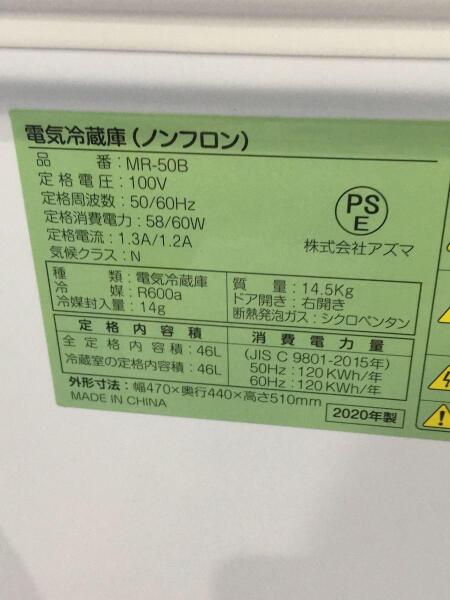 電気冷蔵庫(ノンフロン)
品番:MR-50B
定格電圧:100V
定格周波数:50/60Hz
定格消費電力:58/60W
定格電流:1.3A/1.2A
気候クラス:N
PS
E
株式会社アズマ
種類:電気冷蔵庫
冷媒:R600a
冷媒封入量:14g
質量:14.5Kg
ドア開き:右開き
断熱発泡ガス:シクロペンタン
定格内容積
全定格内容積:46L
冷蔵室の定格内容積:46L
消費電力量
(JIS C 9801-2015年)
50Hz:120KWh/年
60Hz:120KWh/年
外形寸法:幅470×奥行440×高さ510mm
MADE IN CHINA
2020年製